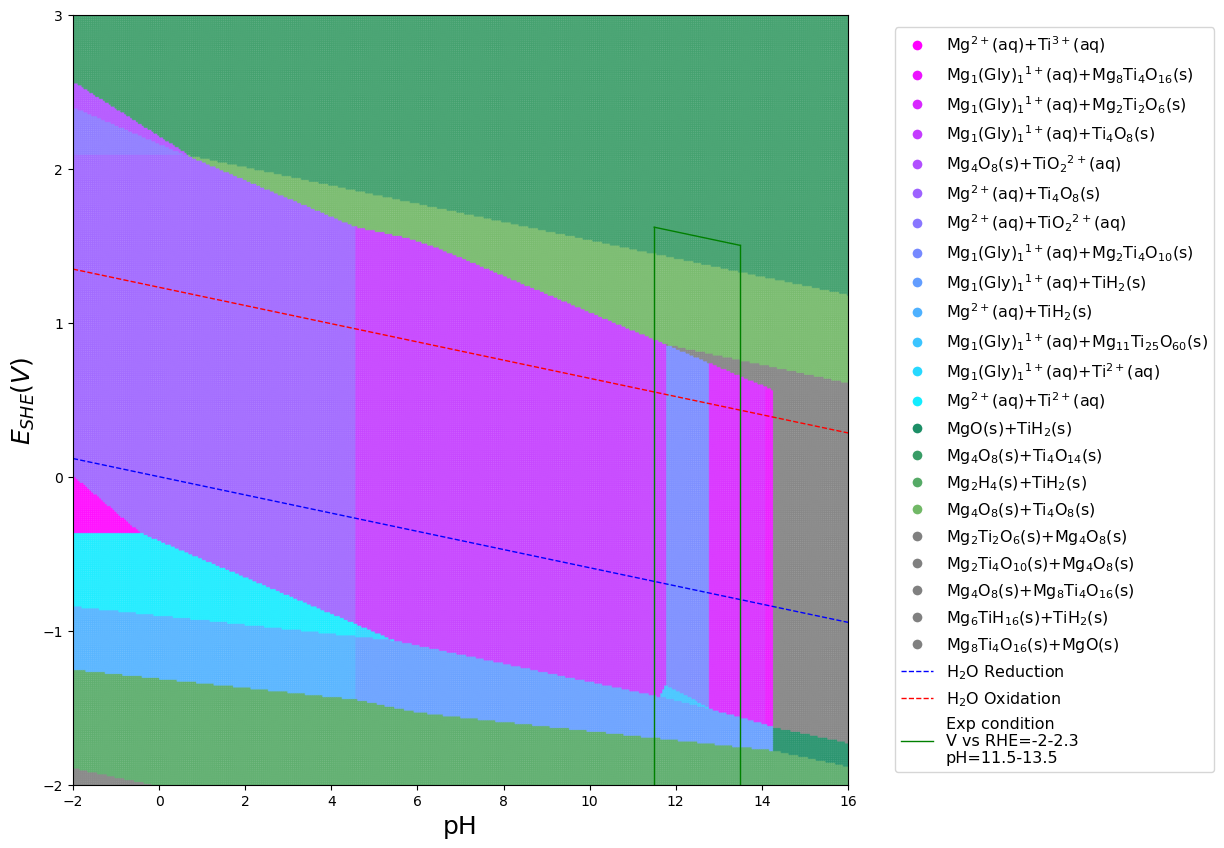 3
2
1
0
−1
−2
E_{SHE}(V)
−2 0 2 4 6 8 10 12 14 16
pH
Mg²⁺(aq)+Ti³⁺(aq)
Mg₁(Gly)₁¹⁺(aq)+Mg₈Ti₄O₁₆(s)
Mg₁(Gly)₁¹⁺(aq)+Mg₂Ti₂O₆(s)
Mg₁(Gly)₁¹⁺(aq)+Ti₄O₈(s)
Mg₄O₈(s)+TiO₂²⁺(aq)
Mg²⁺(aq)+Ti₄O₈(s)
Mg²⁺(aq)+TiO₂²⁺(aq)
Mg₁(Gly)₁¹⁺(aq)+Mg₂Ti₄O₁₀(s)
Mg₁(Gly)₁¹⁺(aq)+TiH₂(s)
Mg²⁺(aq)+TiH₂(s)
Mg₁(Gly)₁¹⁺(aq)+Mg₁₁Ti₂₅O₆₀(s)
Mg₁(Gly)₁¹⁺(aq)+Ti²⁺(aq)
Mg²⁺(aq)+Ti²⁺(aq)
MgO(s)+TiH₂(s)
Mg₄O₈(s)+Ti₄O₁₄(s)
Mg₂H₄(s)+TiH₂(s)
Mg₄O₈(s)+Ti₄O₈(s)
Mg₂Ti₂O₆(s)+Mg₄O₈(s)
Mg₂Ti₄O₁₀(s)+Mg₄O₈(s)
Mg₄O₈(s)+Mg₈Ti₄O₁₆(s)
Mg₆TiH₁₆(s)+TiH₂(s)
Mg₈Ti₄O₁₆(s)+MgO(s)
H₂O Reduction
H₂O Oxidation
Exp condition
V vs RHE=-2-2.3
pH=11.5-13.5